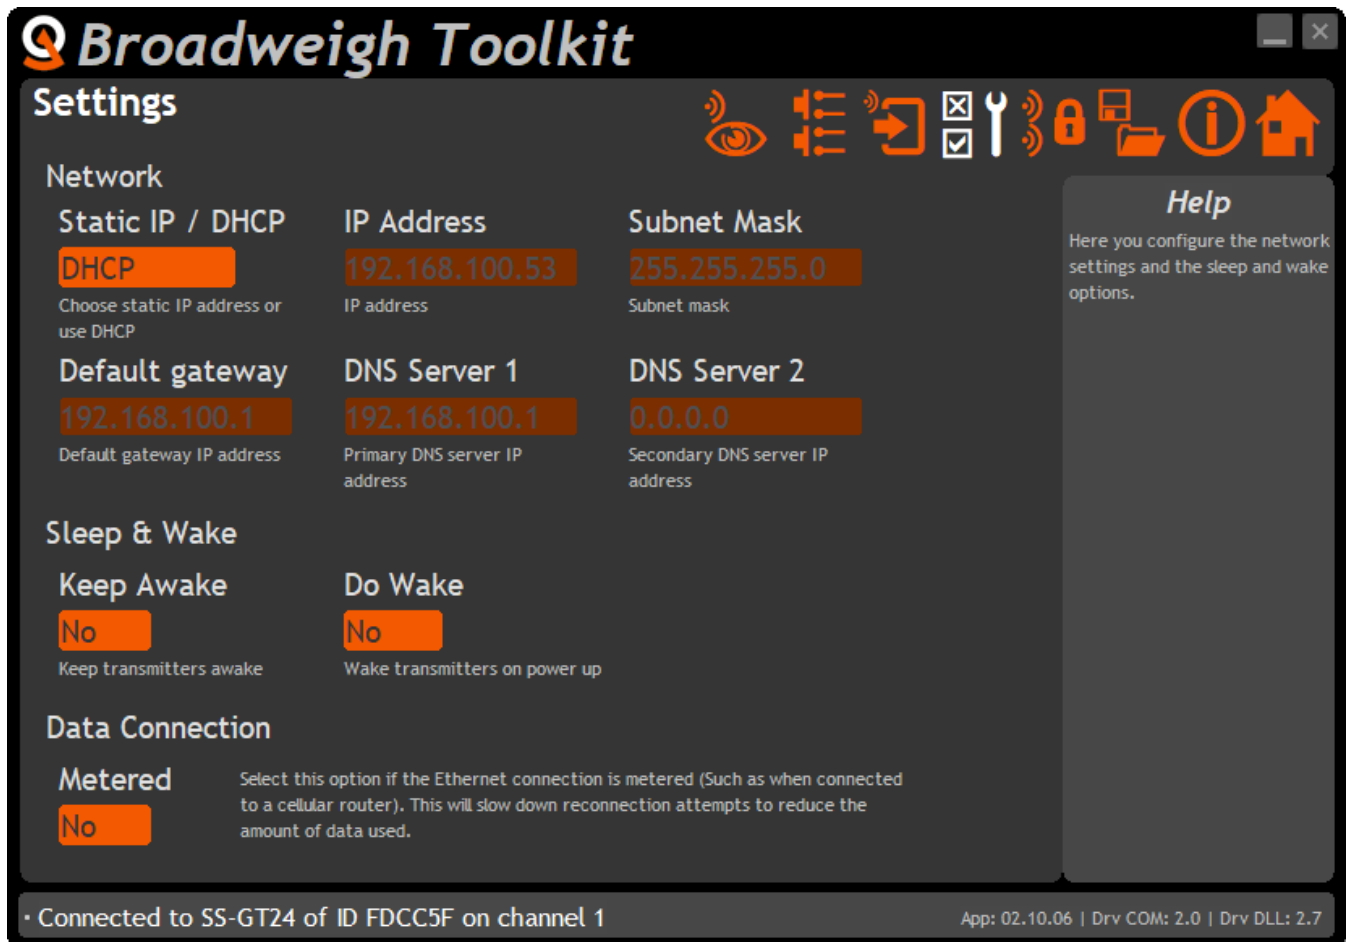 Broadweigh Toolkit
Settings
Network
Static IP / DHCP
DHCP
Choose static IP address or
use DHCP
IP Address
192.168.100.53
IP address
Subnet Mask
255.255.255.0
Subnet mask
Default gateway
192.168.100.1
Default gateway IP address
DNS Server 1
192.168.100.1
Primary DNS server IP
address
DNS Server 2
0.0.0.0
Secondary DNS server IP
address
Sleep & Wake
Keep Awake
No
Keep transmitters awake
Do Wake
No
Wake transmitters on power up
Data Connection
Metered
No
Select this option if the Ethernet connection is metered (Such as when connected
to a cellular router). This will slow down reconnection attempts to reduce the
amount of data used.
Help
Here you configure the network
settings and the sleep and wake
options.
Connected to SS-GT24 of ID FDCC5F on channel 1
App: 02.10.06 | Drv COM: 2.0 | Drv DLL: 2.7